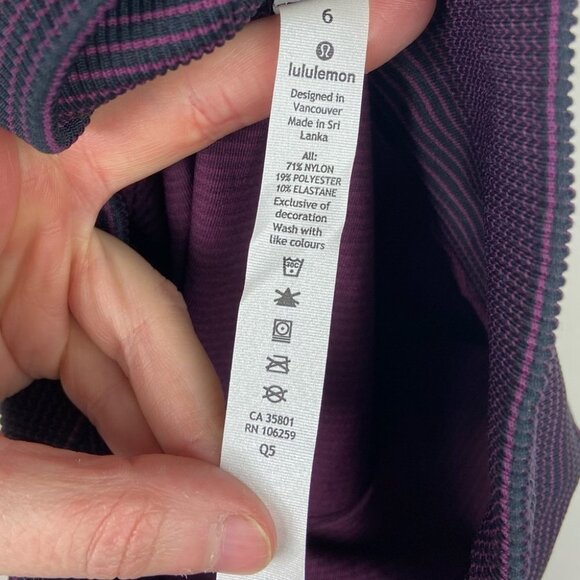 6
lululemon
Designed in
Vancouver
Made in Sri
Lanka
All:
71% NYLON
19% POLYESTER
10% ELASTANE
Exclusive of
decoration
Wash with
like colours
30C
CA 35801
RN 106259
Q5